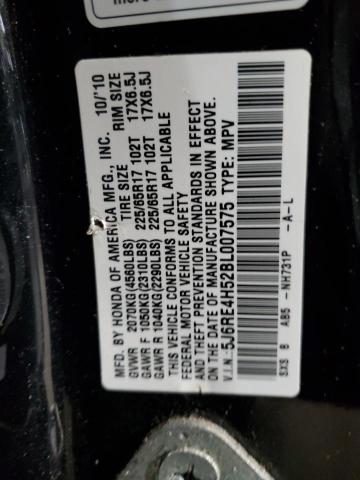 MFD. BY HONDA OF AMERICA MFG., INC. 10/'10
TIRE SIZE RIM SIZE
GVWR 2070KG(4560LBS)
GAWR F 1050KG(2310LBS) 225/65R17 102T 17X6.5J
GAWR R 1040KG(2290LBS) 225/65R17 102T 17X6.5J
THIS VEHICLE CONFORMS TO ALL APPLICABLE
FEDERAL MOTOR VEHICLE SAFETY
AND THEFT PREVENTION STANDARDS IN EFFECT
ON THE DATE OF MANUFACTURE SHOWN ABOVE.
V.I.N.: 5J6RE4H52BL007575 TYPE: MPV
SXS B AB5 -NH731P -A-L